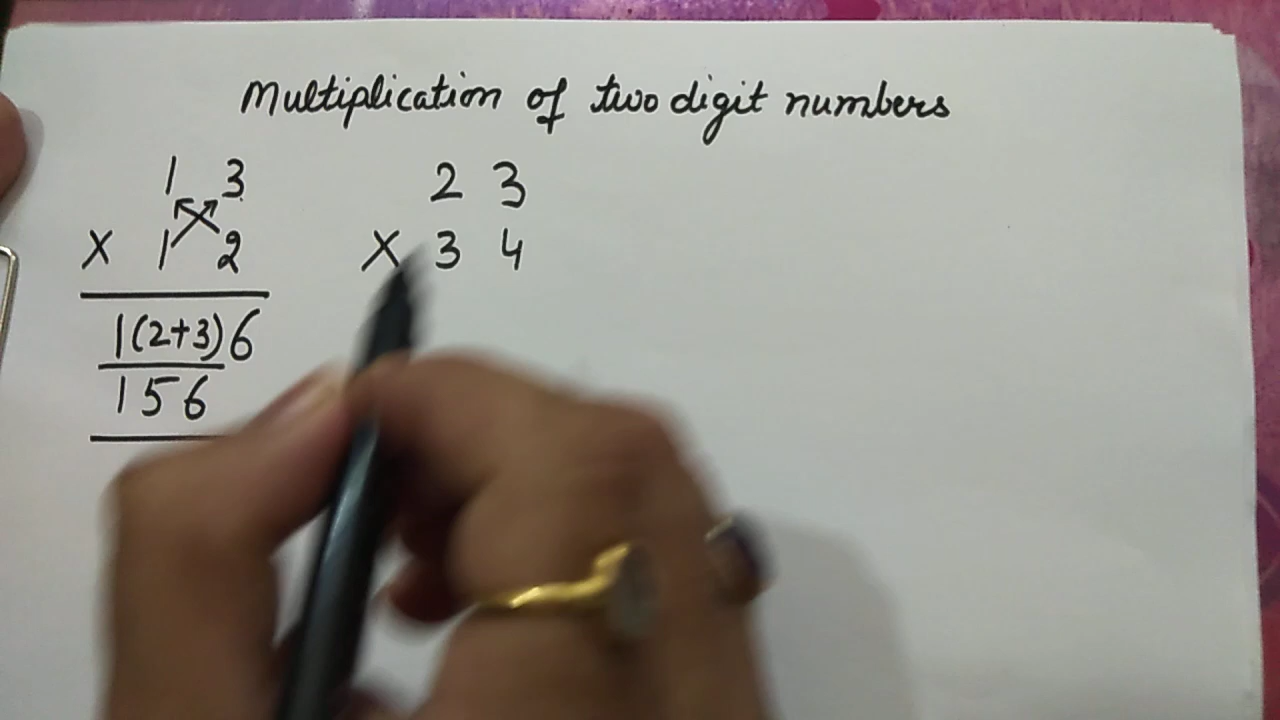 Multiplication of two digit numbers
1 3
X 1 2
1(2+3)6
156
2 3
X 3 4